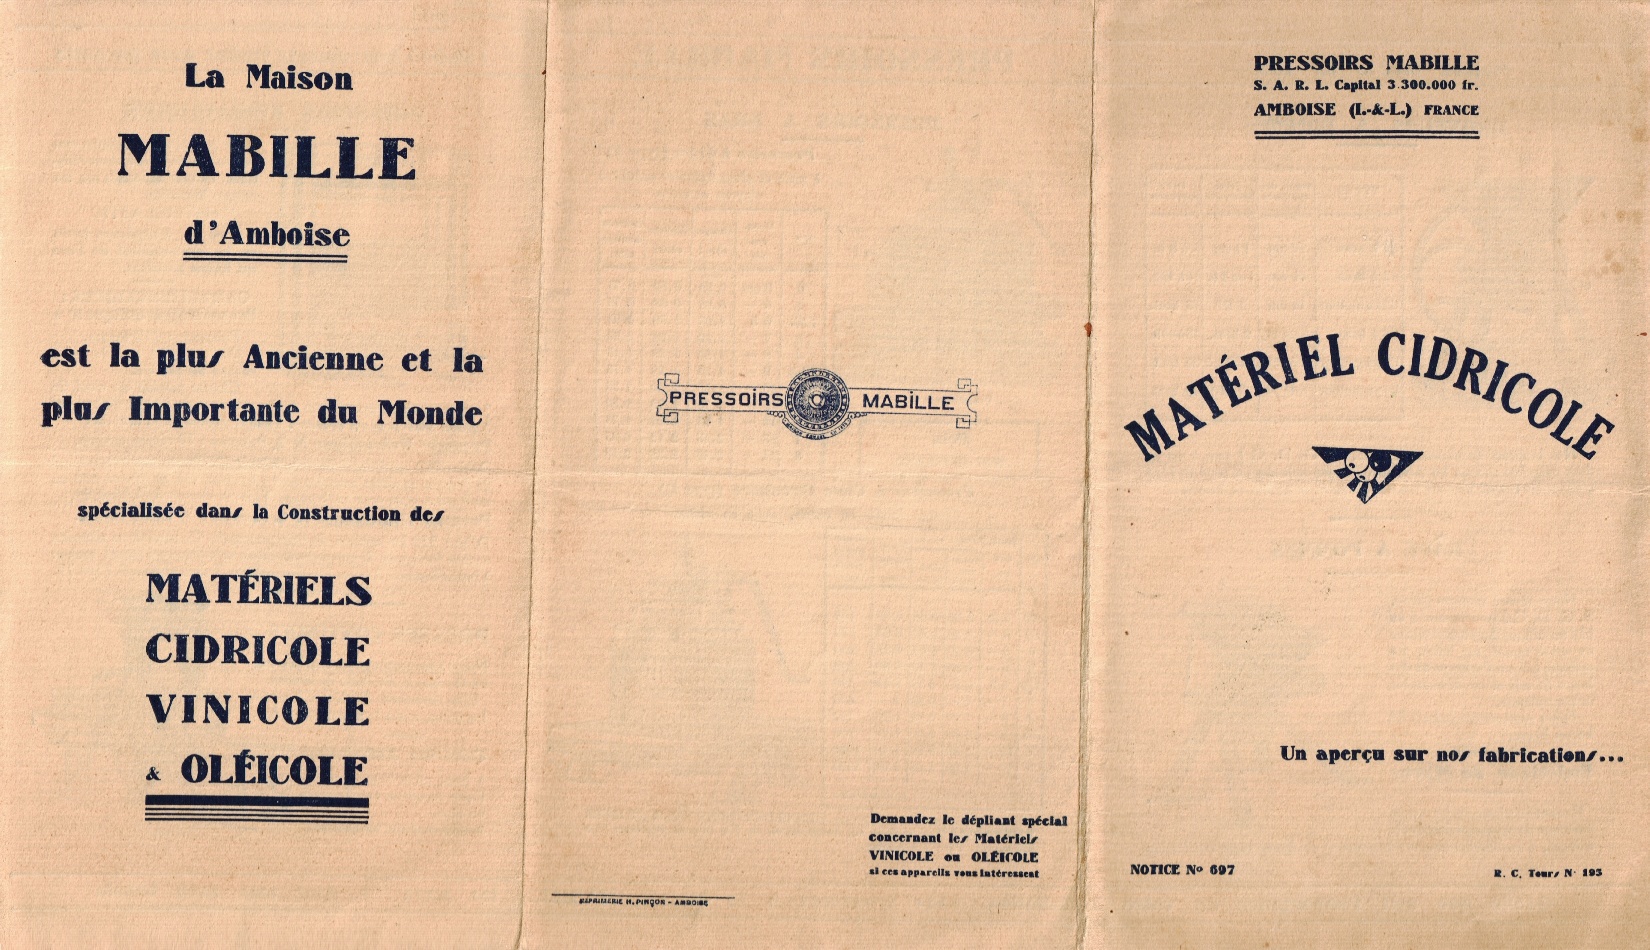 La Maison
MABILLE
d'Amboise
est la plus Ancienne et la
plus Importante du Monde
spécialisée dans la Construction des
MATÉRIELS
CIDRICOLE
VINICOLE
& OLÉICOLE
PRESSOIRS MABILLE
Demandez le dépliant spécial
concernant les Matériels
VINICOLE ou OLÉICOLE
si ces appareils vous intéressent
IMPRIMERIE H. PINÇON - AMBOISE
PRESSOIRS MABILLE
S. A. R. L. Capital 3.300.000 fr.
AMBOISE (I.-&-L.) FRANCE
MATÉRIEL CIDRICOLE
Un aperçu sur nos fabrications...
NOTICE No 697
R. C. Tours No 195